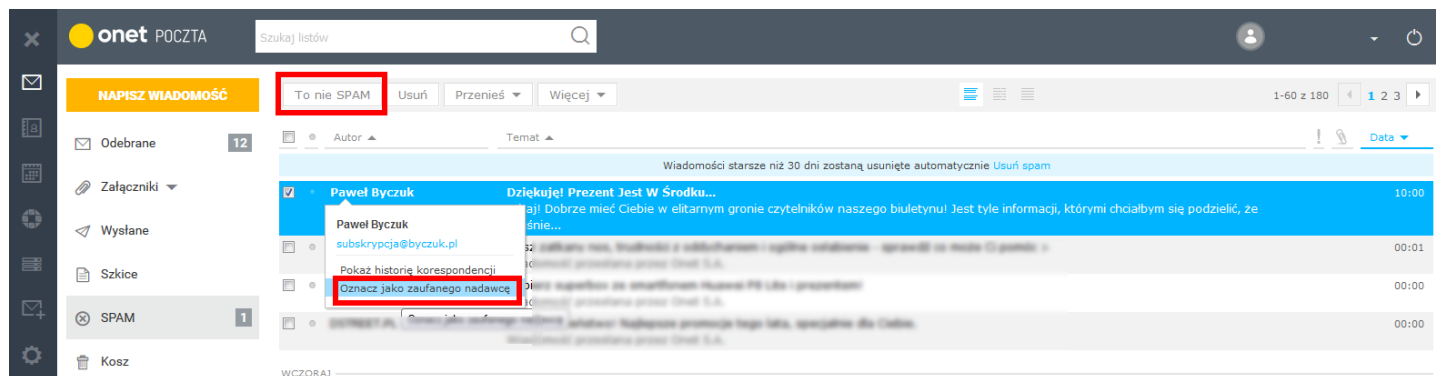 onet POCZTA
Szukaj listów
NAPISZ WIADOMOŚĆ
To nie SPAM
Usuń
Przenieś
Więcej
1-60 z 180
1 2 3
Odebrane 12
Załączniki
Wysłane
Szkice
SPAM 1
Kosz
Autor
Temat
Data
Wiadomości starsze niż 30 dni zostaną usunięte automatycznie Usuń spam
Paweł Byczuk
Dziękuję! Prezent Jest W Środku...
10:00
Dobrze mieć Ciebie w elitarnym gronie czytelników naszego biuletynu! Jest tyle informacji, którymi chciałbym się podzielić, że
Paweł Byczuk
subskrypcja@byczuk.pl
Pokaż historię korespondencji
Oznacz jako zaufanego nadawcę
00:01
00:00
00:00
WCZORAJ